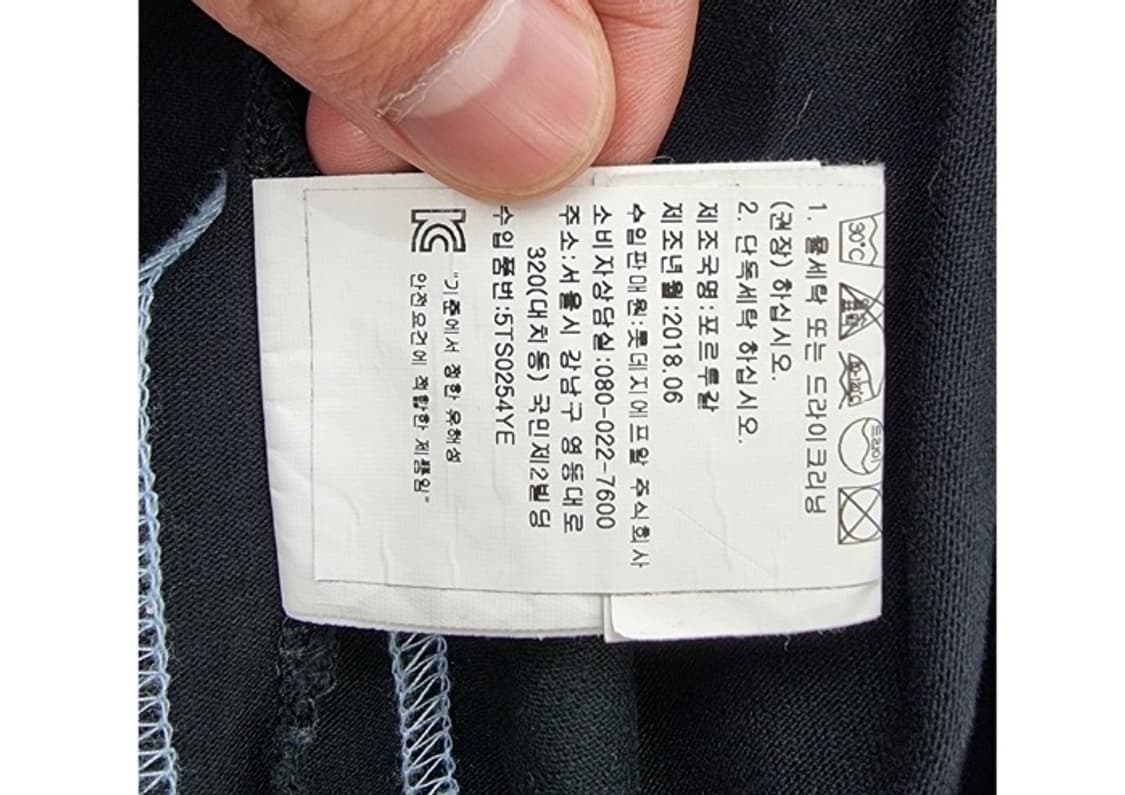 30°C
드라이
1. 물세탁 또는 드라이크리닝
(권장) 하십시오.
2. 단독세탁 하십시오.
제조국명:포르투갈
제조년월:2018.06
수입판매원:롯데지에프알 주식회사
소비자상담실:080-022-7600
주소:서울시 강남구 영동대로
320(대치동) 국민제2빌딩
수입품번:5TS0254YE
"기준에서 정한 유해성
안전요건에 적합한 제품임"